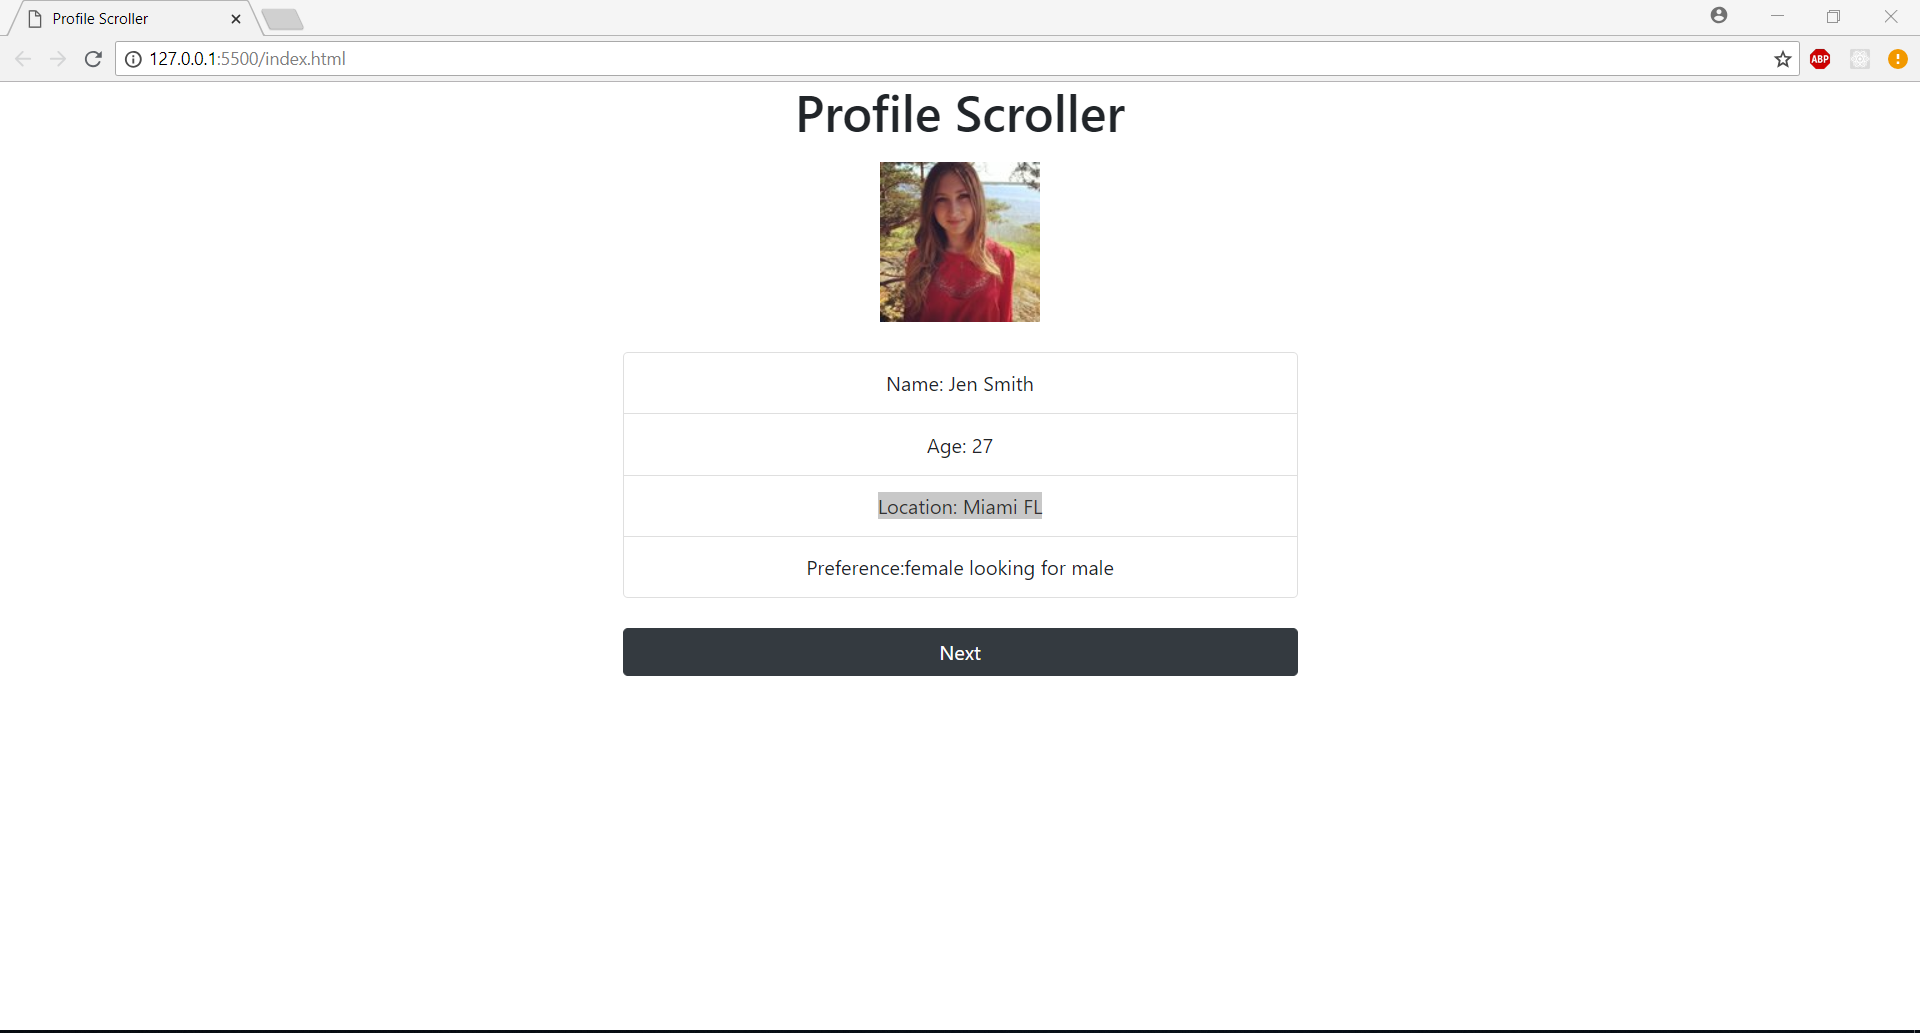 Profile Scroller
127.0.0.1:5500/index.html
ABP
Profile Scroller
Name: Jen Smith
Age: 27
Location: Miami FL
Preference:female looking for male
Next